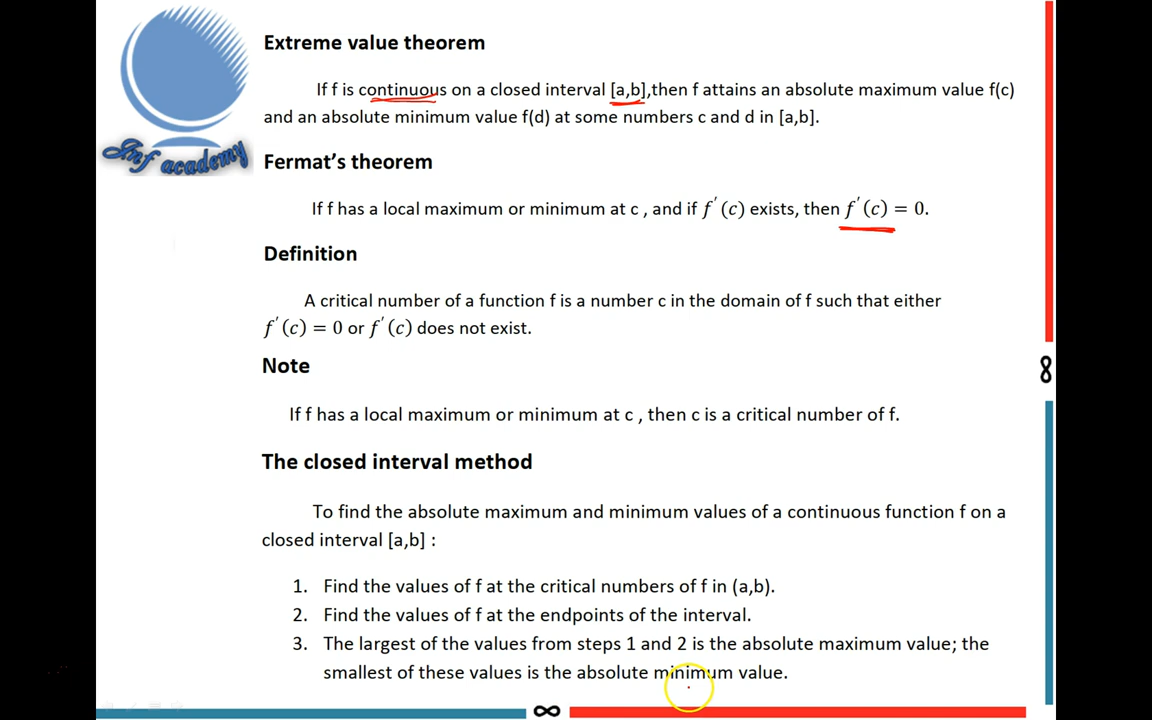 Inf academy
Extreme value theorem
If f is continuous on a closed interval [a,b],then f attains an absolute maximum value f(c)
and an absolute minimum value f(d) at some numbers c and d in [a,b].
Fermat’s theorem
If f has a local maximum or minimum at c , and if f′(c) exists, then f′(c) = 0.
Definition
A critical number of a function f is a number c in the domain of f such that either
f′(c) = 0 or f′(c) does not exist.
Note
If f has a local maximum or minimum at c , then c is a critical number of f.
The closed interval method
To find the absolute maximum and minimum values of a continuous function f on a
closed interval [a,b] :
1. Find the values of f at the critical numbers of f in (a,b).
2. Find the values of f at the endpoints of the interval.
3. The largest of the values from steps 1 and 2 is the absolute maximum value; the
smallest of these values is the absolute minimum value.
8
∞